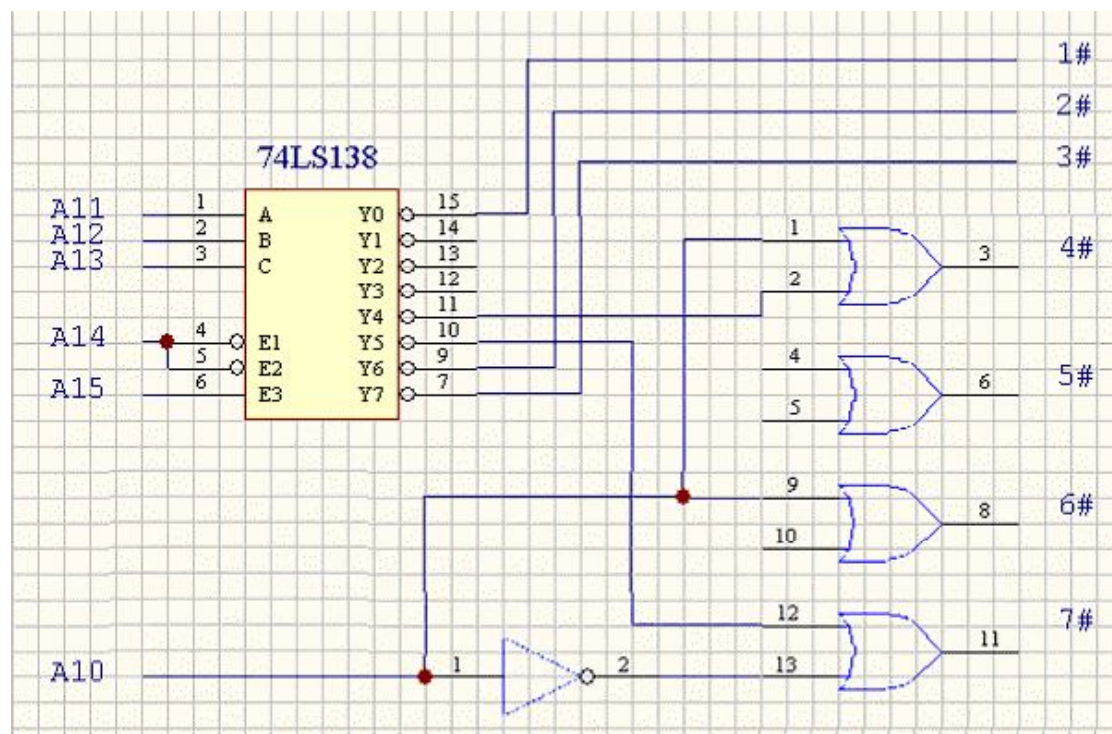 1#
2#
3#
74LS138
A11 1 A Y0 15
A12 2 B Y1 14
A13 3 C Y2 13
Y3 12
Y4 11
A14 4 E1 Y5 10
5 E2 Y6 9
A15 6 E3 Y7 7
1 3 4#
2
4 6 5#
5
9 8 6#
10
12 11 7#
A10 1 2 13